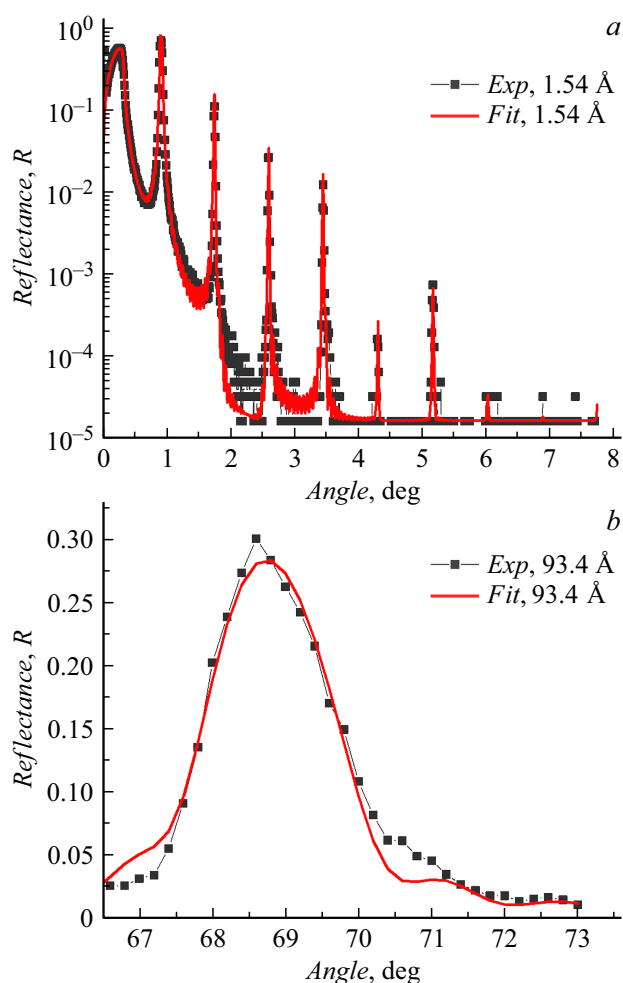 a
10^0
10^-1
10^-2
10^-3
10^-4
10^-5
Reflectance, R
Exp, 1.54 Å
Fit, 1.54 Å
0 1 2 3 4 5 6 7 8
Angle, deg
b
0.30
0.25
0.20
0.15
0.10
0.05
0
Reflectance, R
Exp, 93.4 Å
Fit, 93.4 Å
67 68 69 70 71 72 73
Angle, deg